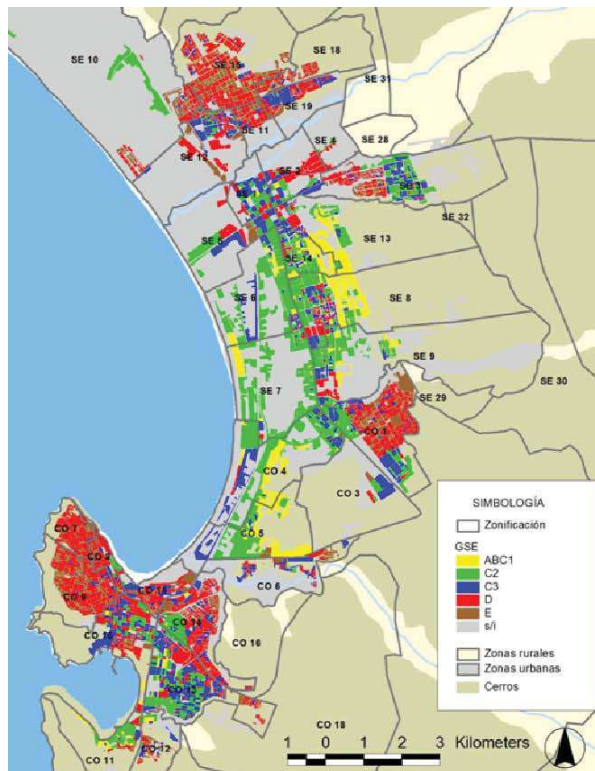 SE 10
SE 18
SE 15
SE 31
SE 19
SE 11
SE 4
SE 28
SE 12
SE 2
SE 3
SE 1
SE 32
SE 5
SE 13
SE 14
SE 6
SE 8
SE 9
SE 7
SE 29
SE 30
CO 1
CO 4
CO 3
CO 5
CO 7
CO 6
CO 9
CO 14
CO 10
CO 16
CO 13
CO 18
CO 11
CO 12
SIMBOLOGÍA
Zonificación
GSE
ABC1
C2
C3
D
E
s/i
Zonas rurales
Zonas urbanas
Cerros
1 0 1 2 3 Kilometers